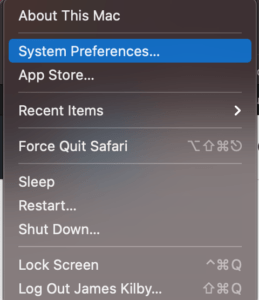 About This Mac
System Preferences...
App Store...
Recent Items
Force Quit Safari ⌥⇧⌘⎋
Sleep
Restart...
Shut Down...
Lock Screen ^⌘Q
Log Out James Kilby... ⇧⌘Q